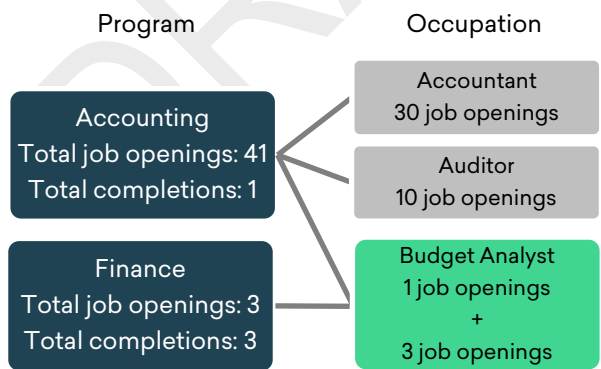 Program
Occupation
Accounting
Total job openings: 41
Total completions: 1
Accountant
30 job openings
Auditor
10 job openings
Finance
Total job openings: 3
Total completions: 3
Budget Analyst
1 job openings
+
3 job openings